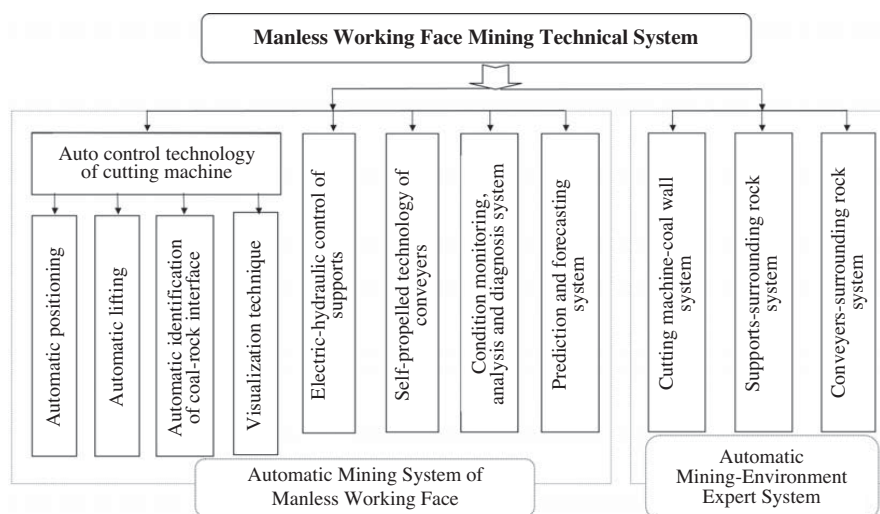 Manless Working Face Mining Technical System
Auto control technology
of cutting machine
Automatic positioning
Automatic lifting
Automatic identification
of coal-rock interface
Visualization technique
Electric-hydraulic control of
supports
Self-propelled technology of
conveyers
Condition monitoring,
analysis and diagnosis system
Prediction and forecasting
system
Cutting machine-coal wall
system
Supports-surrounding rock
system
Conveyers-surrounding rock
system
Automatic Mining System of
Manless Working Face
Automatic
Mining-Environment
Expert System